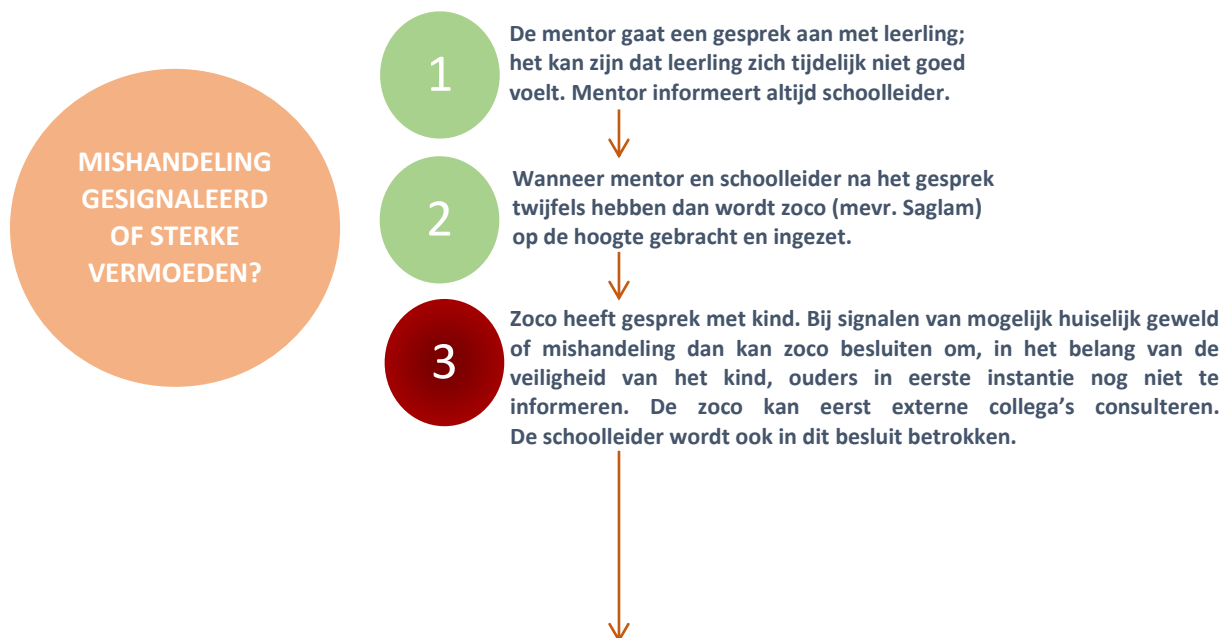 MISHANDELING
GESIGNALEERD
OF STERKE
VERMOEDEN?
1
De mentor gaat een gesprek aan met leerling;
het kan zijn dat leerling zich tijdelijk niet goed
voelt. Mentor informeert altijd schoolleider.
2
Wanneer mentor en schoolleider na het gesprek
twijfels hebben dan wordt zoco (mevr. Saglam)
op de hoogte gebracht en ingezet.
3
Zoco heeft gesprek met kind. Bij signalen van mogelijk huiselijk geweld
of mishandeling dan kan zoco besluiten om, in het belang van de
veiligheid van het kind, ouders in eerste instantie nog niet te
informeren. De zoco kan eerst externe collega’s consulteren.
De schoolleider wordt ook in dit besluit betrokken.